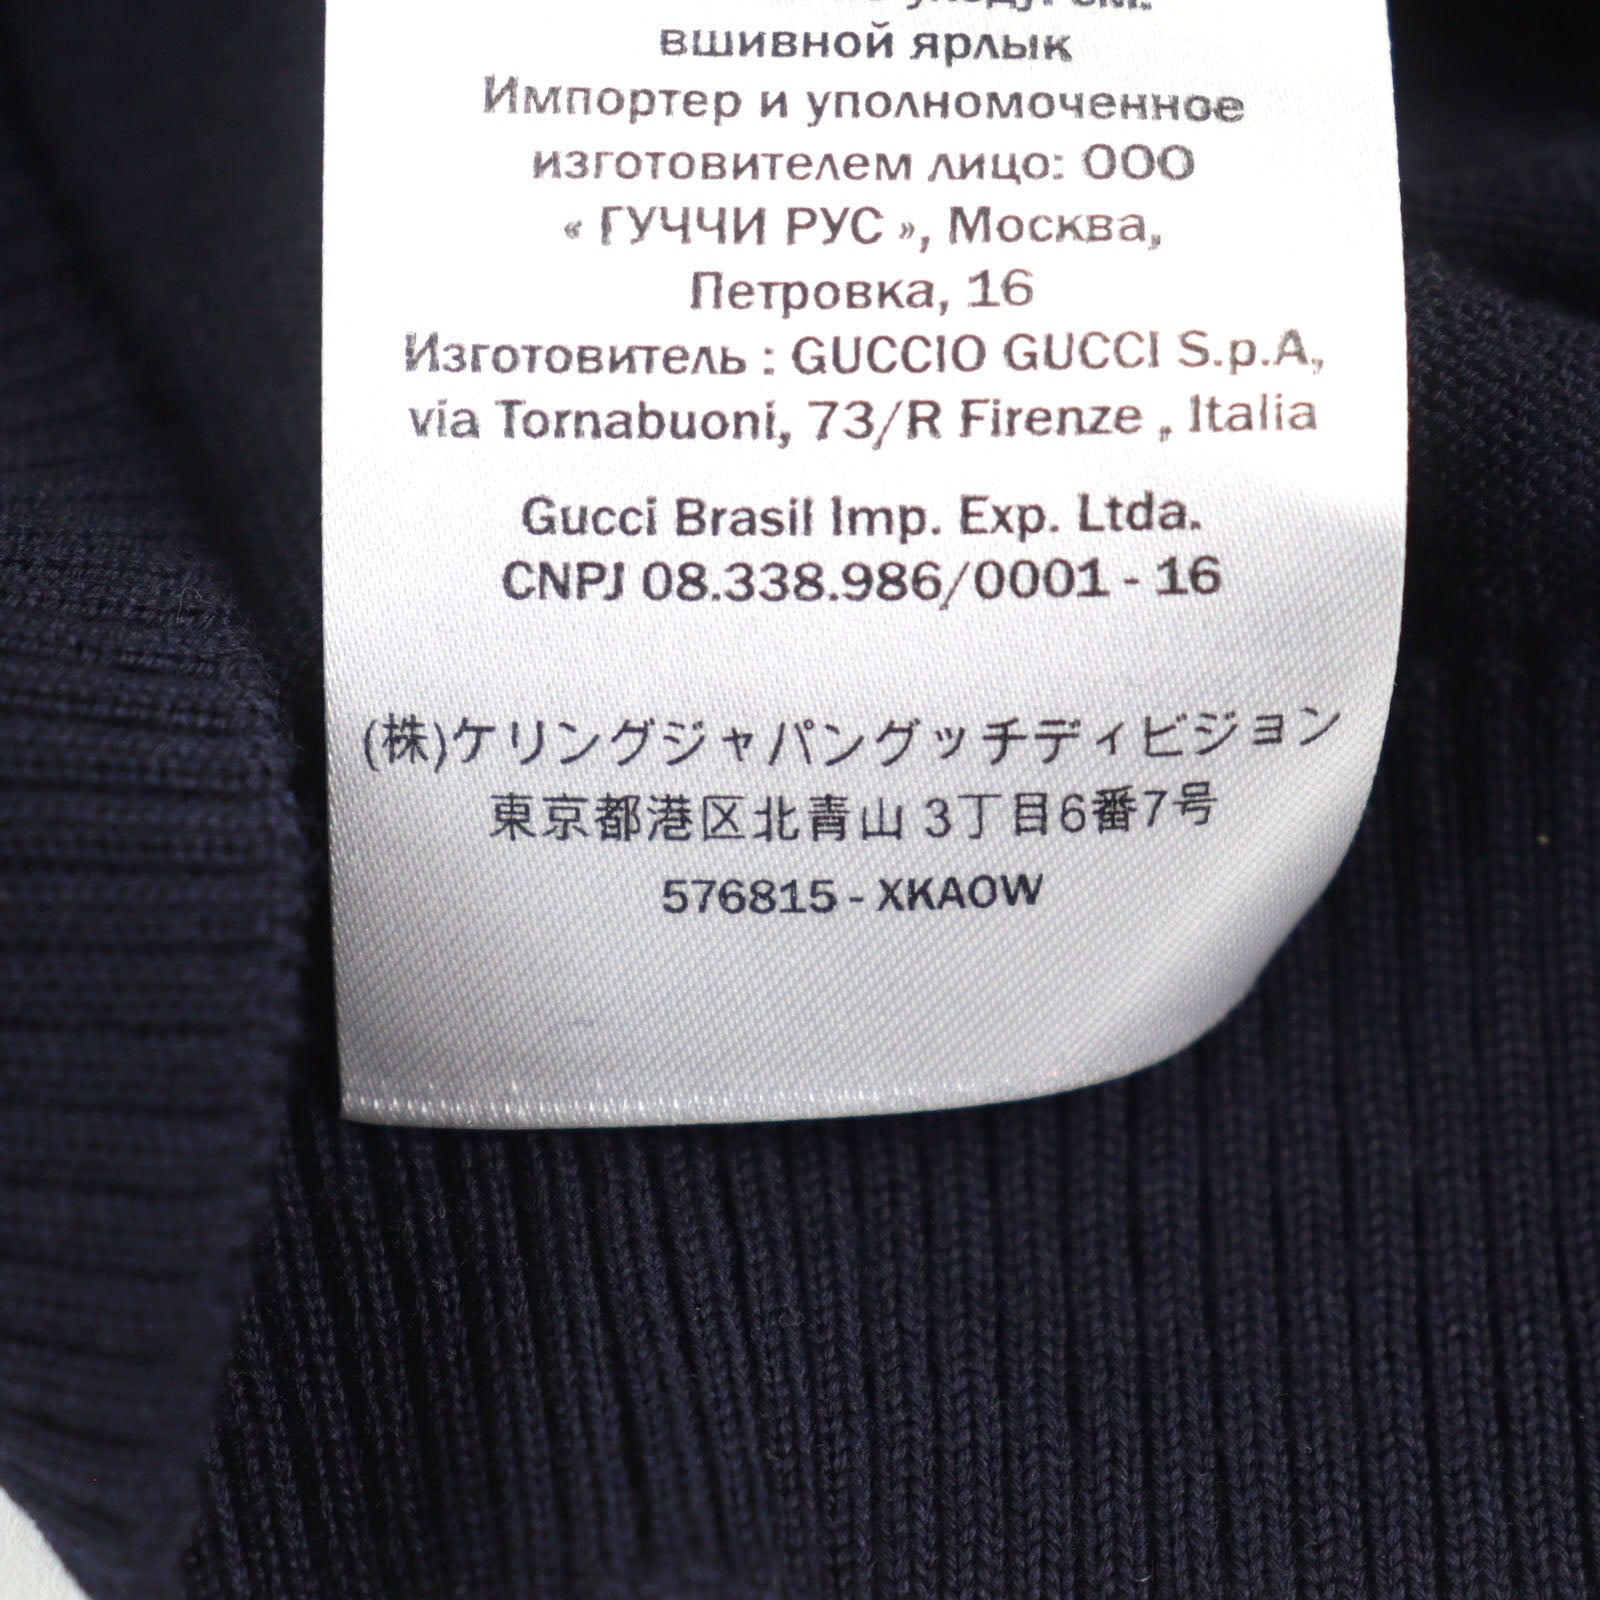 вшивной ярлык
Импортер и уполномоченное
изготовителем лицо: ООО
« ГУЧЧИ РУС », Москва,
Петровка, 16
Изготовитель : GUCCIO GUCCI S.p.A,
via Tornabuoni, 73/R Firenze , Italia
Gucci Brasil Imp. Exp. Ltda.
CNPJ 08.338.986/0001 - 16
(株)ケリングジャパングッチディビジョン
東京都港区北青山 3丁目6番7号
576815 - XKAOW